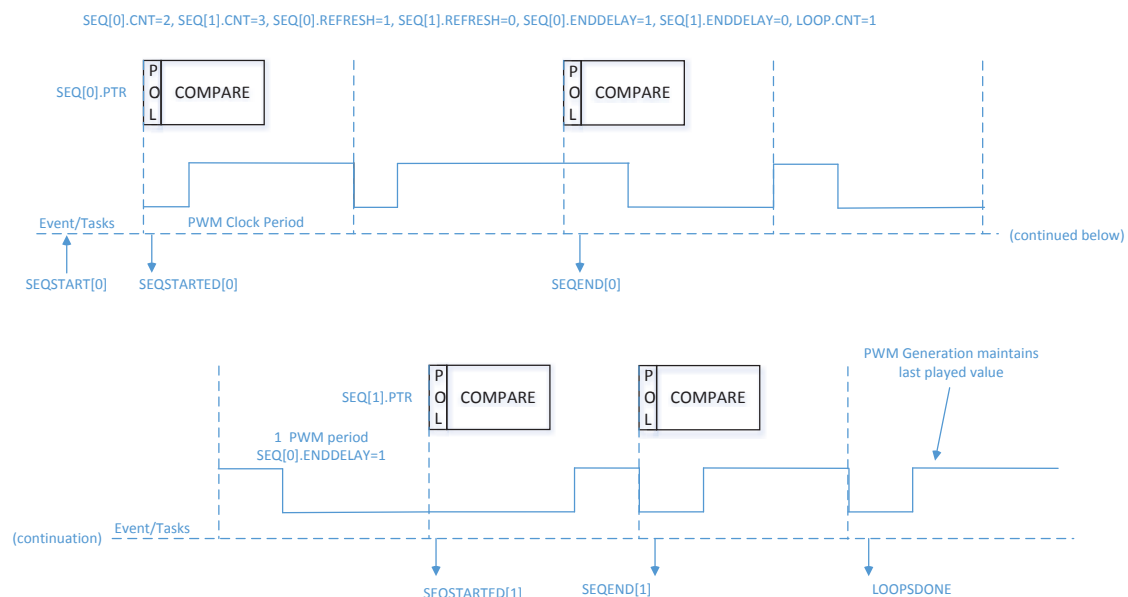 SEQ[0].CNT=2, SEQ[1].CNT=3, SEQ[0].REFRESH=1, SEQ[1].REFRESH=0, SEQ[0].ENDDELAY=1, SEQ[1].ENDDELAY=0, LOOP.CNT=1
SEQ[0].PTR
P
O
L
COMPARE
P
O
L
COMPARE
Event/Tasks
PWM Clock Period
(continued below)
SEQSTART[0]
SEQSTARTED[0]
SEQEND[0]
PWM Generation maintains
last played value
SEQ[1].PTR
P
O
L
COMPARE
P
O
L
COMPARE
1 PWM period
SEQ[0].ENDDELAY=1
(continuation)
Event/Tasks
SEQSTARTED[1]
SEQEND[1]
LOOPSDONE